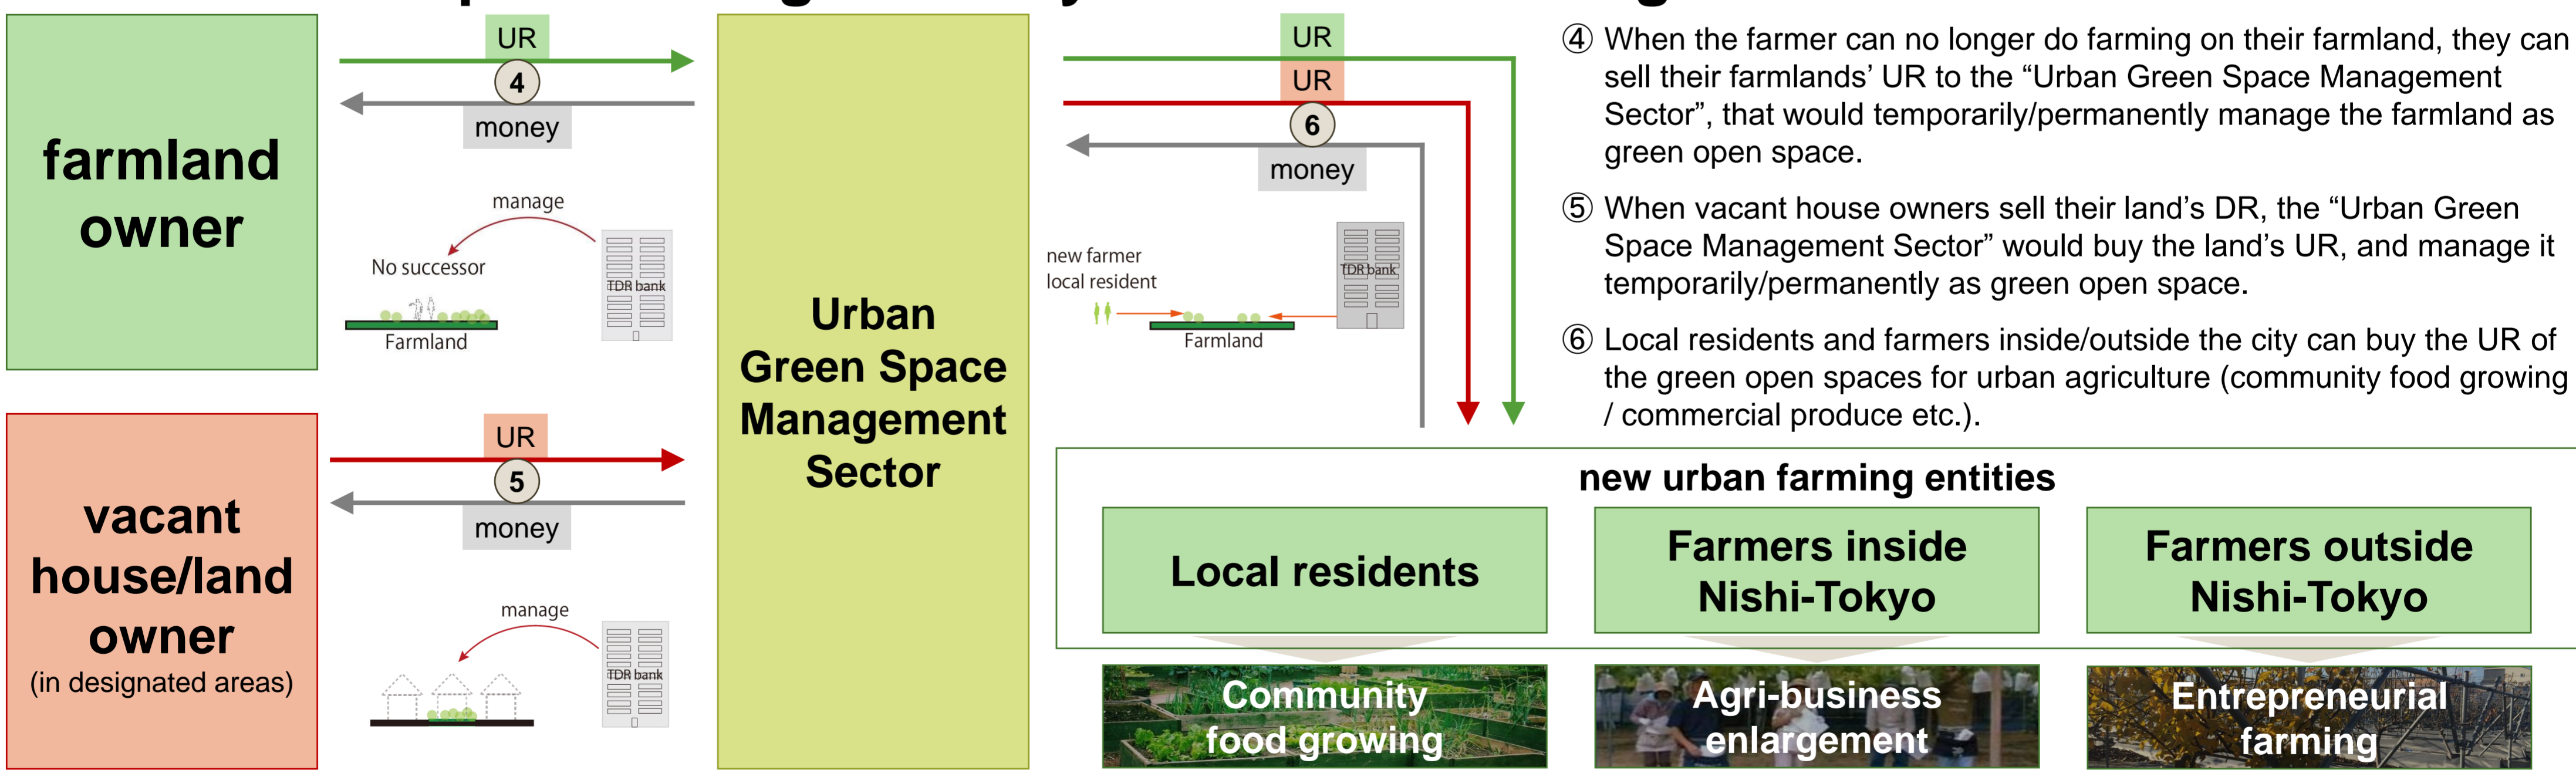 farmland
owner
UR
4
money
manage
No successor
TDR bank
Farmland
vacant
house/land
owner
(in designated areas)
UR
5
money
manage
TDR bank
Urban
Green Space
Management
Sector
UR
UR
6
money
new farmer
local resident
TDR bank
Farmland
④ When the farmer can no longer do farming on their farmland, they can
sell their farmlands’ UR to the “Urban Green Space Management
Sector”, that would temporarily/permanently manage the farmland as
green open space.
⑤ When vacant house owners sell their land’s DR, the “Urban Green
Space Management Sector” would buy the land’s UR, and manage it
temporarily/permanently as green open space.
⑥ Local residents and farmers inside/outside the city can buy the UR of
the green open spaces for urban agriculture (community food growing
/ commercial produce etc.).
new urban farming entities
Local residents
Farmers inside
Nishi-Tokyo
Farmers outside
Nishi-Tokyo
Community
food growing
Agri-business
enlargement
Entrepreneurial
farming